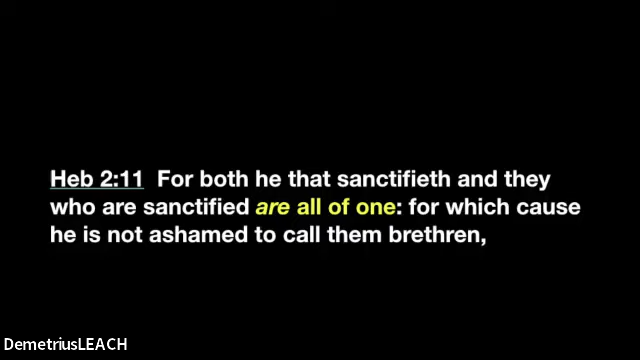 Heb 2:11  For both he that sanctifieth and they
who are sanctified are all of one: for which cause
he is not ashamed to call them brethren,
DemetriusLEACH